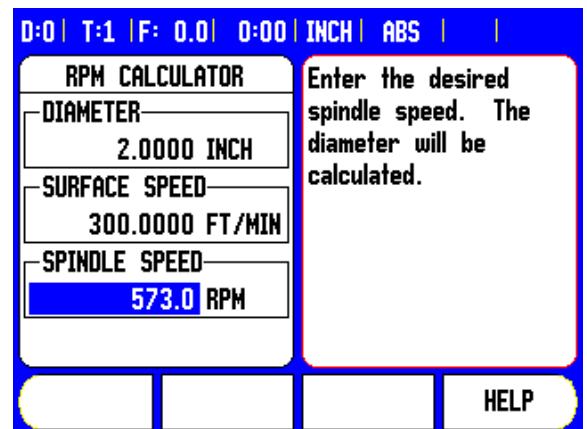 D:0 | T:1 | F: 0.0 | 0:00 | INCH | ABS | |
RPM CALCULATOR
DIAMETER
2.0000 INCH
SURFACE SPEED
300.0000 FT/MIN
SPINDLE SPEED
573.0 RPM
Enter the desired
spindle speed. The
diameter will be
calculated.
HELP